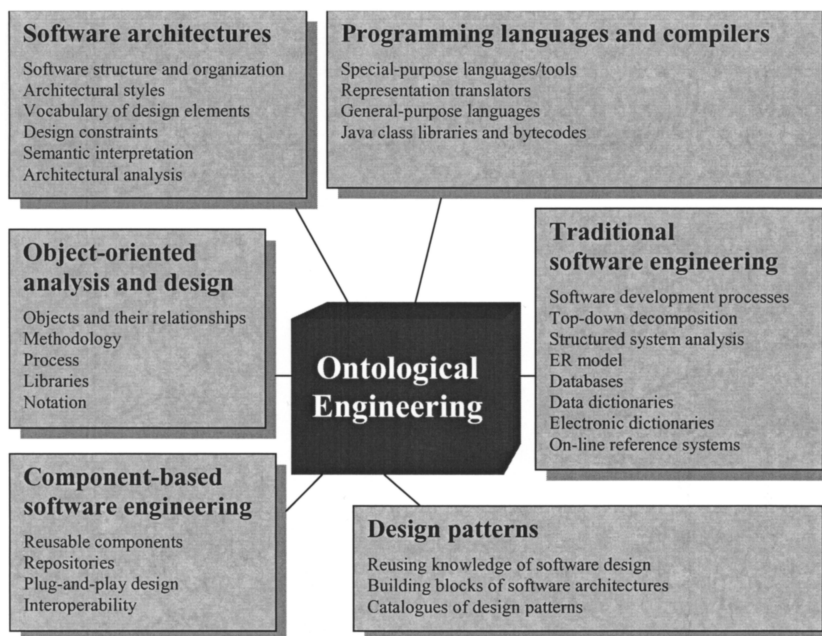 Software architectures
Software structure and organization
Architectural styles
Vocabulary of design elements
Design constraints
Semantic interpretation
Architectural analysis
Programming languages and compilers
Special-purpose languages/tools
Representation translators
General-purpose languages
Java class libraries and bytecodes
Object-oriented
analysis and design
Objects and their relationships
Methodology
Process
Libraries
Notation
Ontological
Engineering
Traditional
software engineering
Software development processes
Top-down decomposition
Structured system analysis
ER model
Databases
Data dictionaries
Electronic dictionaries
On-line reference systems
Component-based
software engineering
Reusable components
Repositories
Plug-and-play design
Interoperability
Design patterns
Reusing knowledge of software design
Building blocks of software architectures
Catalogues of design patterns